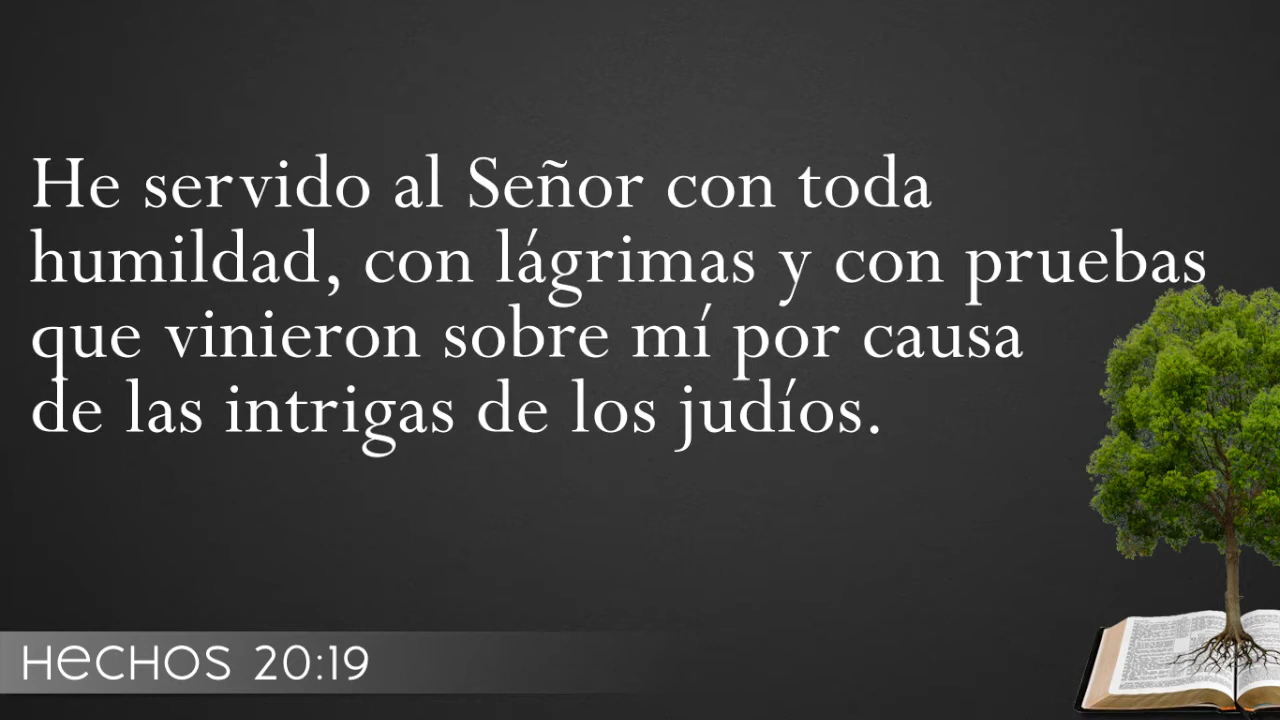 He servido al Señor con toda
humildad, con lágrimas y con pruebas
que vinieron sobre mí por causa
de las intrigas de los judíos.
Hechos 20:19